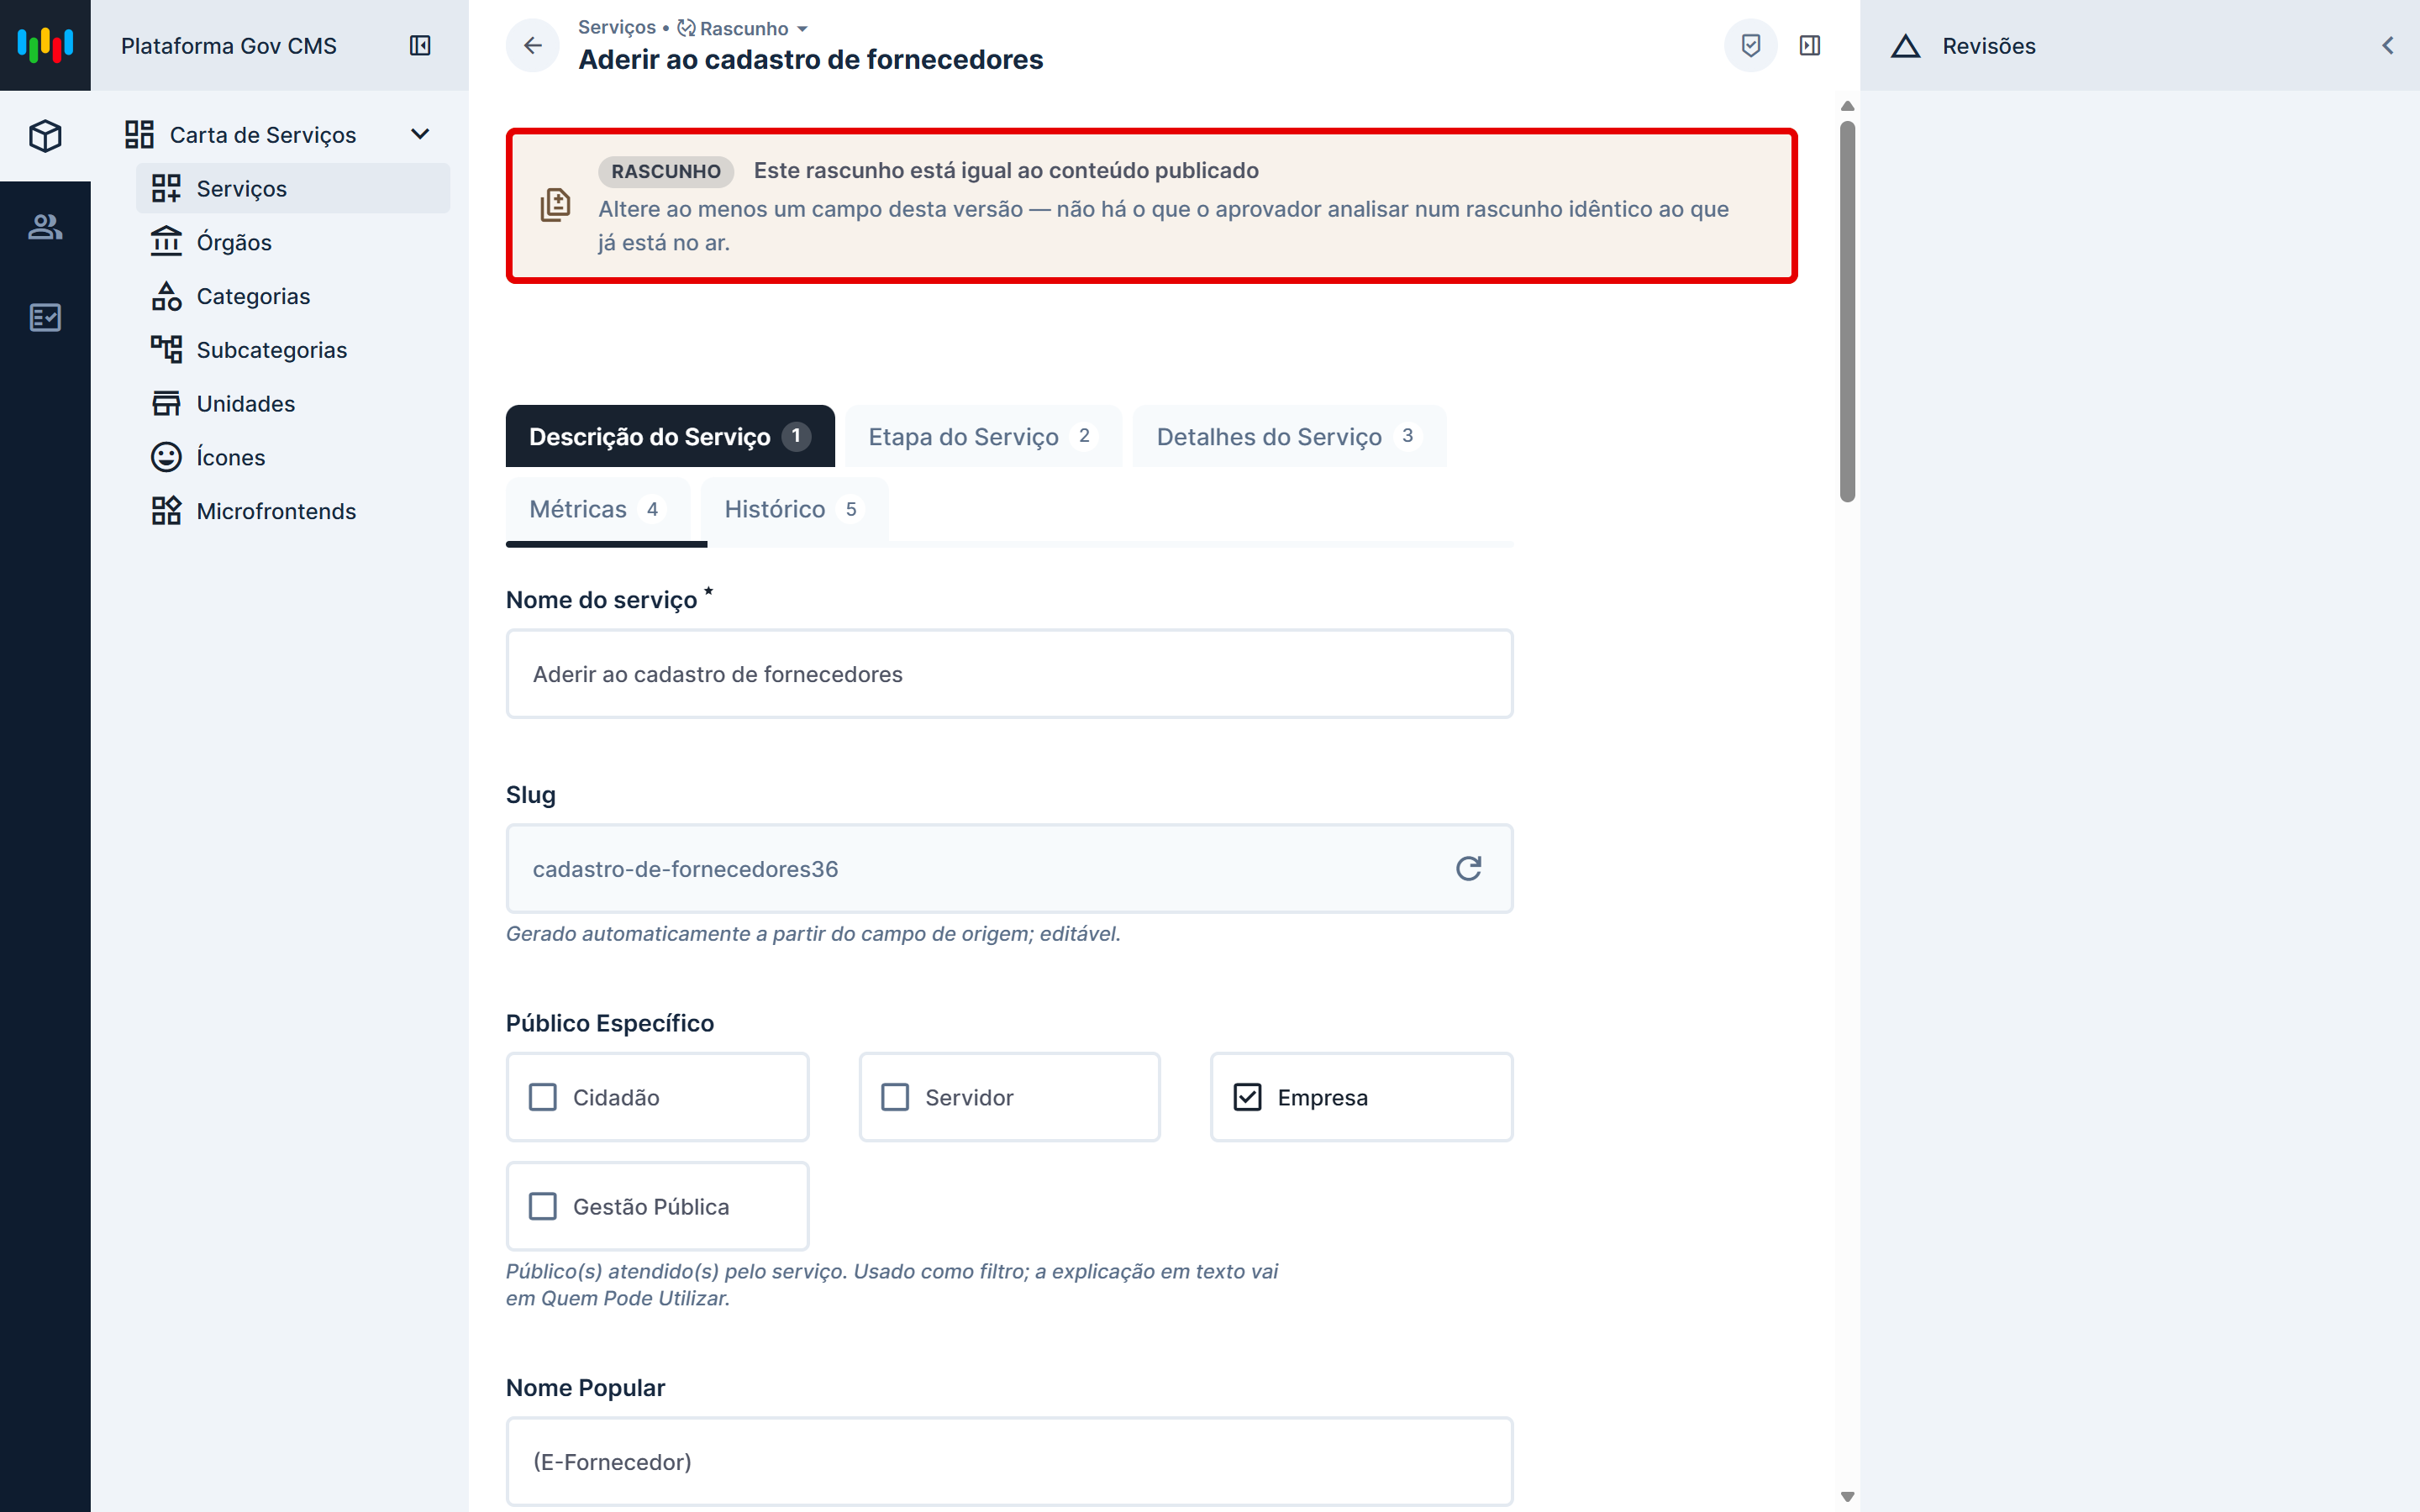 Plataforma Gov CMS
Carta de Serviços
Serviços
Órgãos
Categorias
Subcategorias
Unidades
Ícones
Microfrontends
Serviços • Rascunho
Aderir ao cadastro de fornecedores
RASCUNHO Este rascunho está igual ao conteúdo publicado
Altere ao menos um campo desta versão — não há o que o aprovador analisar num rascunho idêntico ao que
já está no ar.
Descrição do Serviço 1 Etapa do Serviço 2 Detalhes do Serviço 3
Métricas 4 Histórico 5
Nome do serviço *
Aderir ao cadastro de fornecedores
Slug
cadastro-de-fornecedores36
Gerado automaticamente a partir do campo de origem; editável.
Público Específico
Cidadão Servidor Empresa
Gestão Pública
Público(s) atendido(s) pelo serviço. Usado como filtro; a explicação em texto vai
em Quem Pode Utilizar.
Nome Popular
(E-Fornecedor)
Revisões